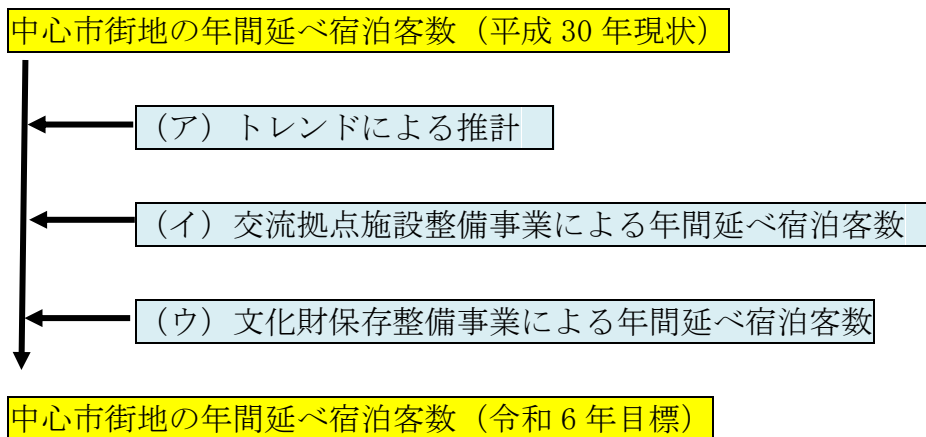 中心市街地の年間延べ宿泊客数（平成 30 年現状）
（ア）トレンドによる推計
（イ）交流拠点施設整備事業による年間延べ宿泊客数
（ウ）文化財保存整備事業による年間延べ宿泊客数
中心市街地の年間延べ宿泊客数（令和 6 年目標）